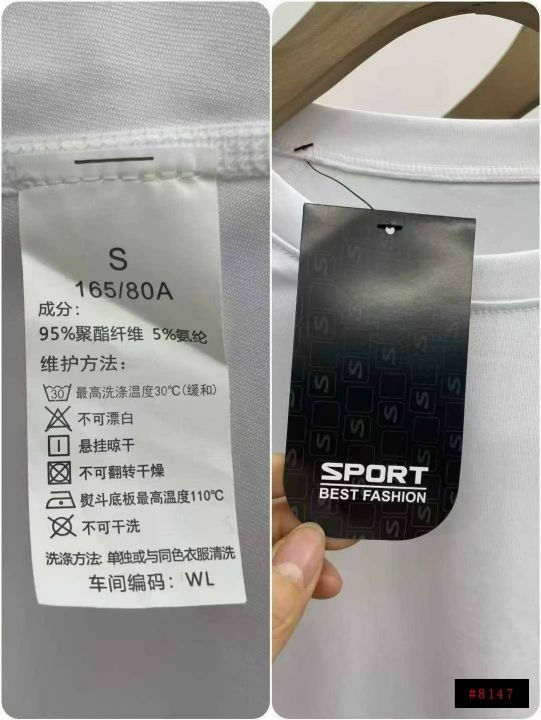 S
165/80A
成分：
95%聚酯纤维 5%氨纶
维护方法：
30 最高洗涤温度30℃(缓和)
不可漂白
悬挂晾干
不可翻转干燥
熨斗底板最高温度110℃
不可干洗
洗涤方法: 单独或与同色衣服清洗
车间编码：WL
SPORT
BEST FASHION
#8147